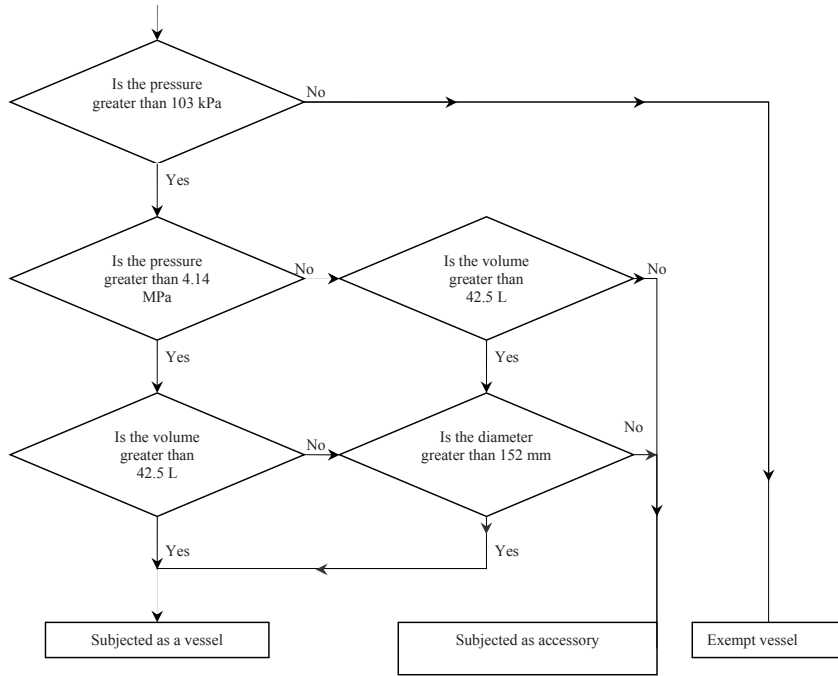 Is the pressure
greater than 103 kPa
No
Yes
Is the pressure
greater than 4.14
MPa
No
Is the volume
greater than
42.5 L
No
Yes
Yes
Is the volume
greater than
42.5 L
No
Is the diameter
greater than 152 mm
No
Yes
Yes
Subjected as a vessel
Subjected as accessory
Exempt vessel